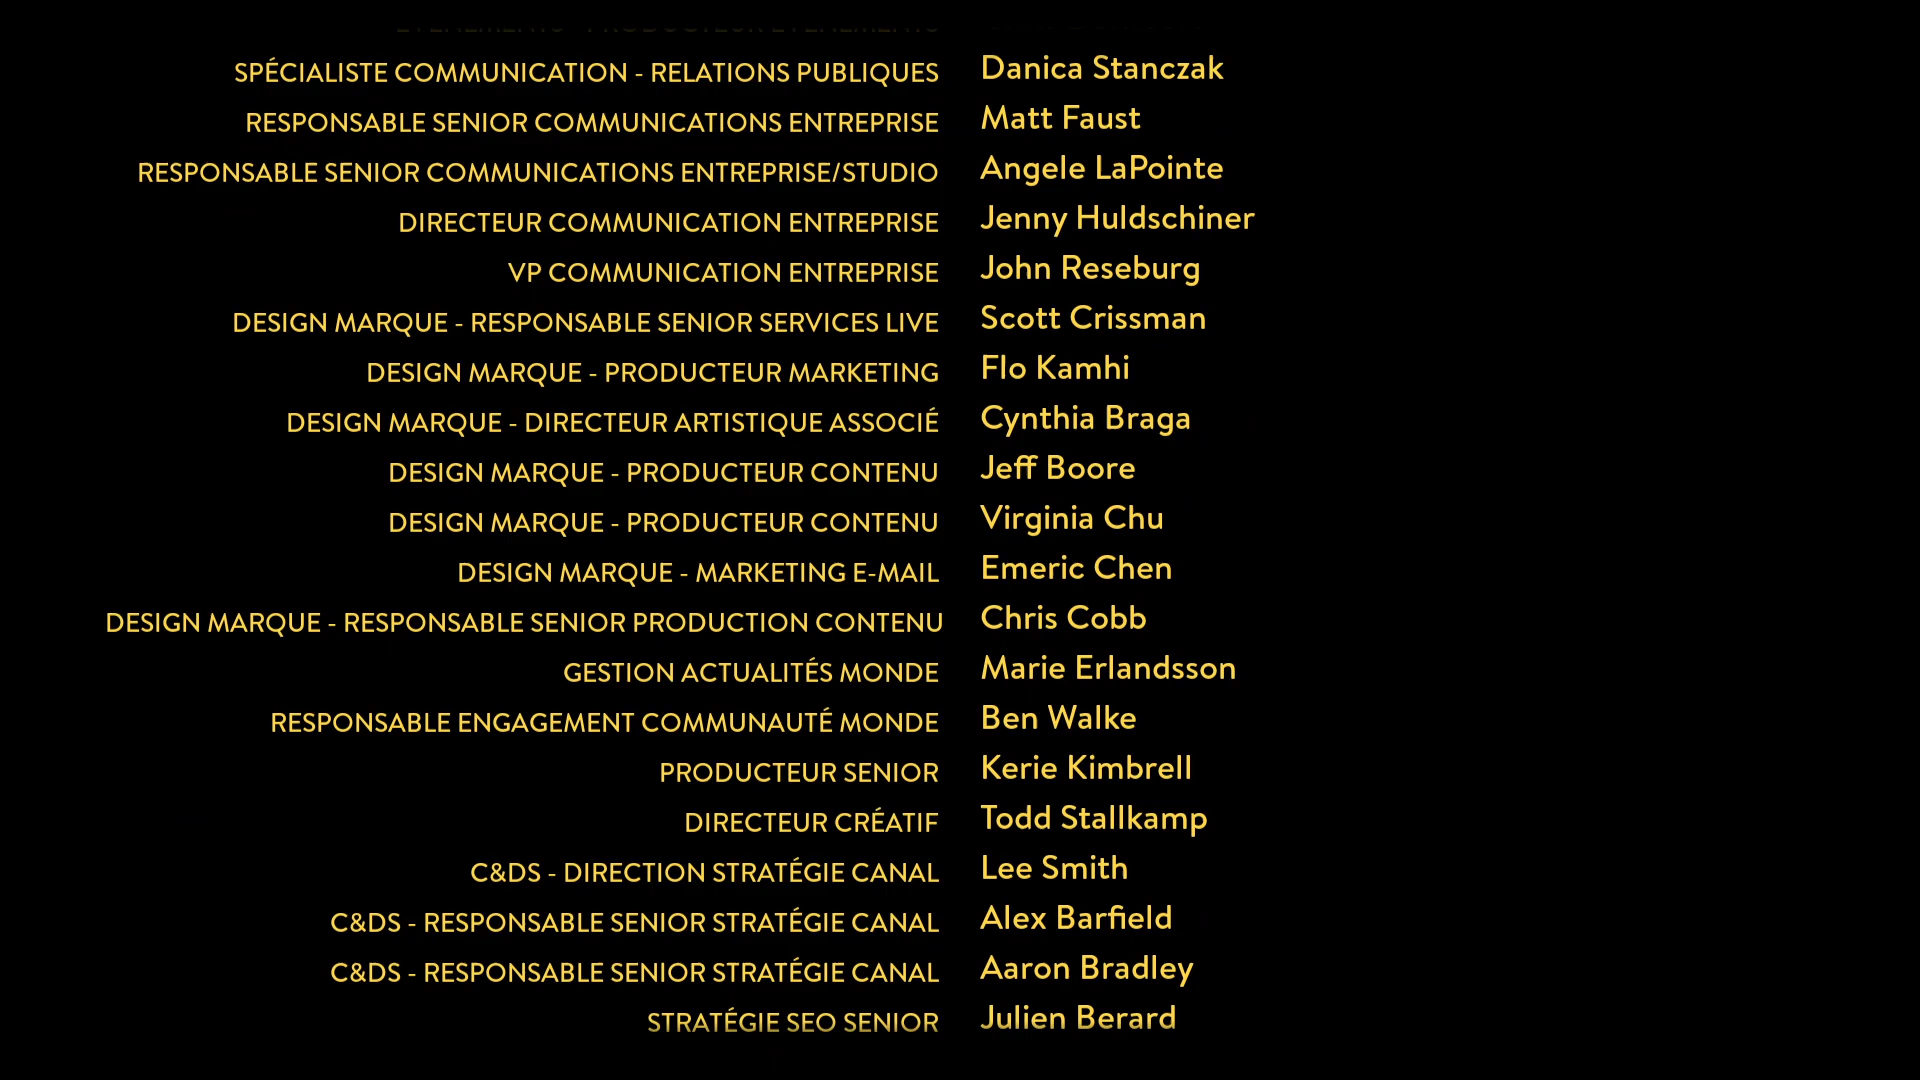 SPÉCIALISTE COMMUNICATION - RELATIONS PUBLIQUES Danica Stanczak
RESPONSABLE SENIOR COMMUNICATIONS ENTREPRISE Matt Faust
RESPONSABLE SENIOR COMMUNICATIONS ENTREPRISE/STUDIO Angele LaPointe
DIRECTEUR COMMUNICATION ENTREPRISE Jenny Huldschiner
VP COMMUNICATION ENTREPRISE John Reseburg
DESIGN MARQUE - RESPONSABLE SENIOR SERVICES LIVE Scott Crissman
DESIGN MARQUE - PRODUCTEUR MARKETING Flo Kamhi
DESIGN MARQUE - DIRECTEUR ARTISTIQUE ASSOCIÉ Cynthia Braga
DESIGN MARQUE - PRODUCTEUR CONTENU Jeff Boore
DESIGN MARQUE - PRODUCTEUR CONTENU Virginia Chu
DESIGN MARQUE - MARKETING E-MAIL Emeric Chen
DESIGN MARQUE - RESPONSABLE SENIOR PRODUCTION CONTENU Chris Cobb
GESTION ACTUALITÉS MONDE Marie Erlandsson
RESPONSABLE ENGAGEMENT COMMUNAUTÉ MONDE Ben Walke
PRODUCTEUR SENIOR Kerie Kimbrell
DIRECTEUR CRÉATIF Todd Stallkamp
C&DS - DIRECTION STRATÉGIE CANAL Lee Smith
C&DS - RESPONSABLE SENIOR STRATÉGIE CANAL Alex Barfield
C&DS - RESPONSABLE SENIOR STRATÉGIE CANAL Aaron Bradley
STRATÉGIE SEO SENIOR Julien Berard